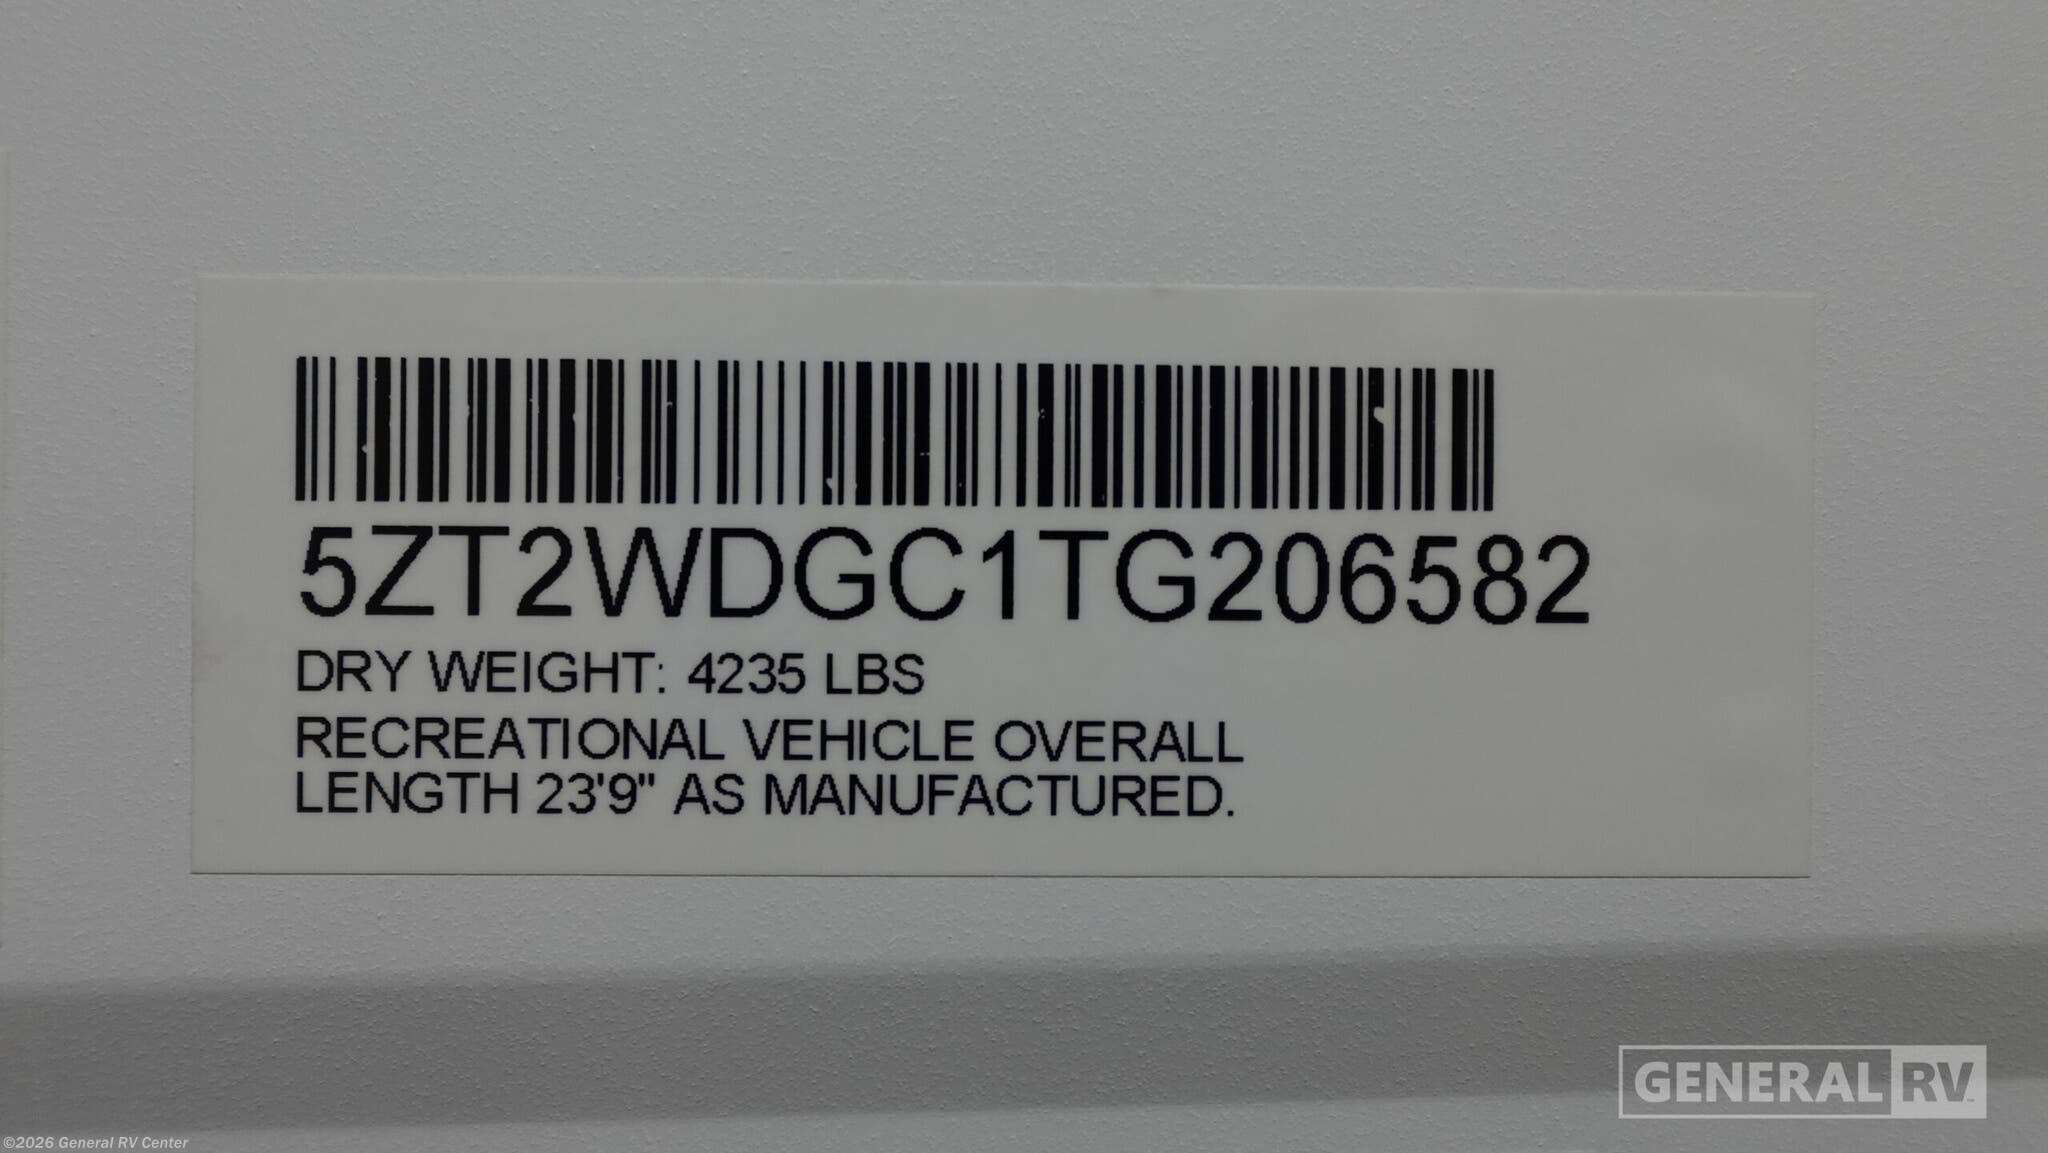 5ZT2WDGC1TG206582
DRY WEIGHT: 4235 LBS
RECREATIONAL VEHICLE OVERALL
LENGTH 23'9" AS MANUFACTURED.
GENERAL RV
©2026 General RV Center